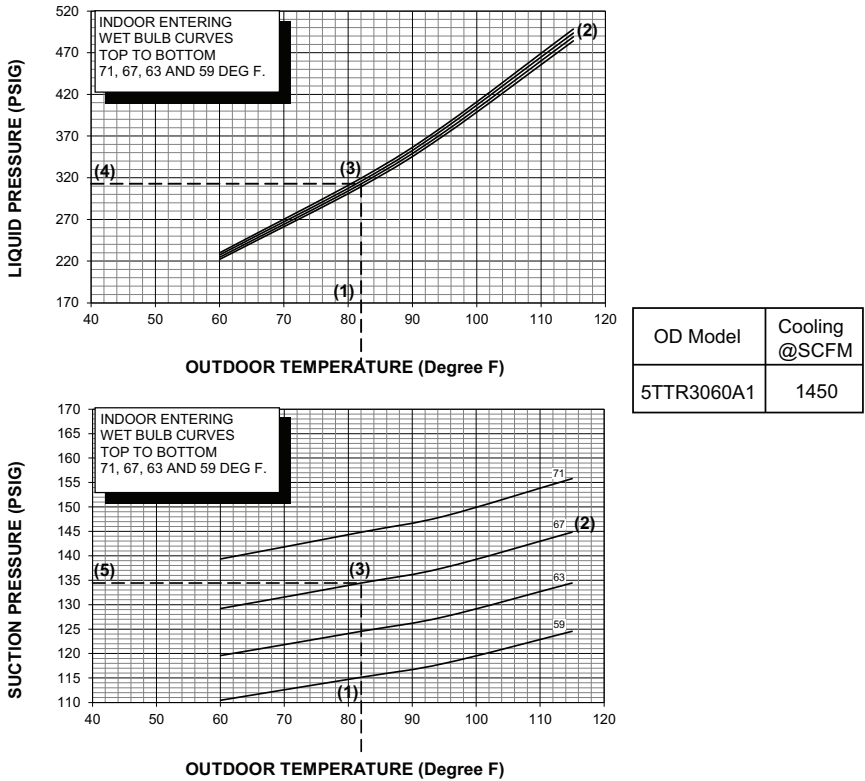 520
470
420
370
320
270
220
170
LIQUID PRESSURE (PSIG)
INDOOR ENTERING
WET BULB CURVES
TOP TO BOTTOM
71, 67, 63 AND 59 DEG F.
(2)
(3)
(4)
(1)
40 50 60 70 80 90 100 110 120
OUTDOOR TEMPERATURE (Degree F)
OD Model Cooling
@SCFM
5TTR3060A1 1450
170
165
160
155
150
145
140
135
130
125
120
115
110
SUCTION PRESSURE (PSIG)
INDOOR ENTERING
WET BULB CURVES
TOP TO BOTTOM
71, 67, 63 AND 59 DEG F.
71
67 (2)
(5) (3)
63
59
(1)
40 50 60 70 80 90 100 110 120
OUTDOOR TEMPERATURE (Degree F)